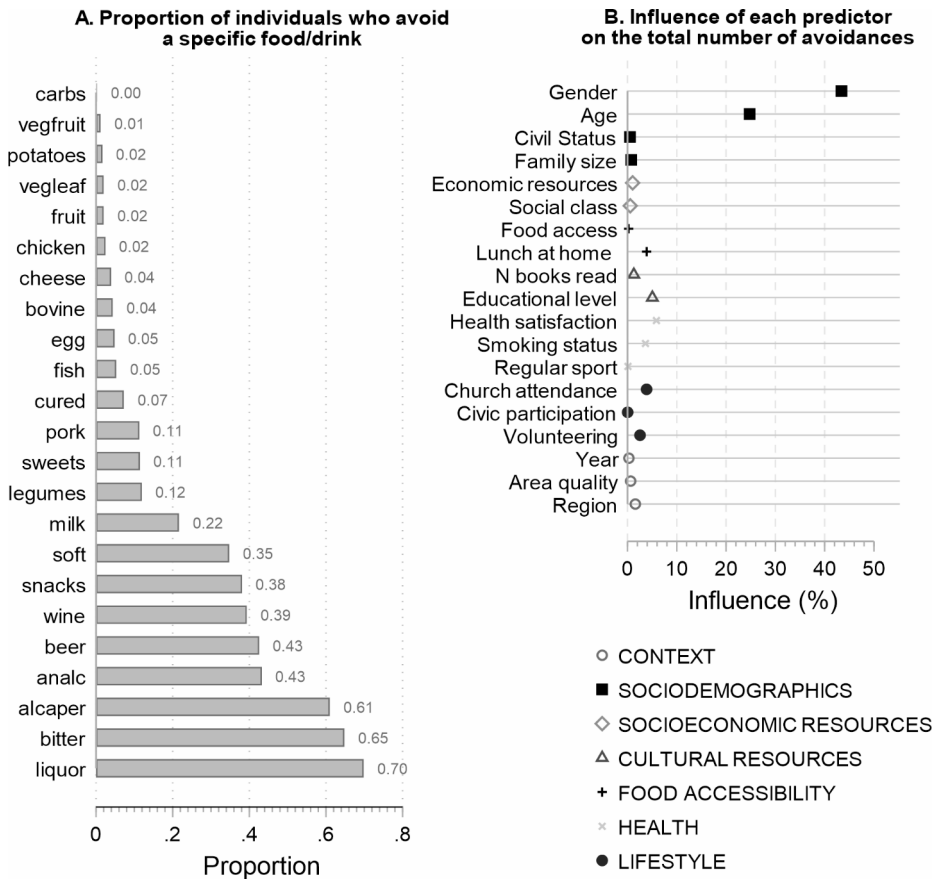 A. Proportion of individuals who avoid
a specific food/drink
carbs 0.00
vegfruit 0.01
potatoes 0.02
vegleaf 0.02
fruit 0.02
chicken 0.02
cheese 0.04
bovine 0.04
egg 0.05
fish 0.05
cured 0.07
pork 0.11
sweets 0.11
legumes 0.12
milk 0.22
soft 0.35
snacks 0.38
wine 0.39
beer 0.43
analc 0.43
alcaper 0.61
bitter 0.65
liquor 0.70
0 .2 .4 .6 .8
Proportion
B. Influence of each predictor
on the total number of avoidances
Gender
Age
Civil Status
Family size
Economic resources
Social class
Food access
Lunch at home
N books read
Educational level
Health satisfaction
Smoking status
Regular sport
Church attendance
Civic participation
Volunteering
Year
Area quality
Region
0 10 20 30 40 50
Influence (%)
CONTEXT
SOCIODEMOGRAPHICS
SOCIOECONOMIC RESOURCES
CULTURAL RESOURCES
FOOD ACCESSIBILITY
HEALTH
LIFESTYLE